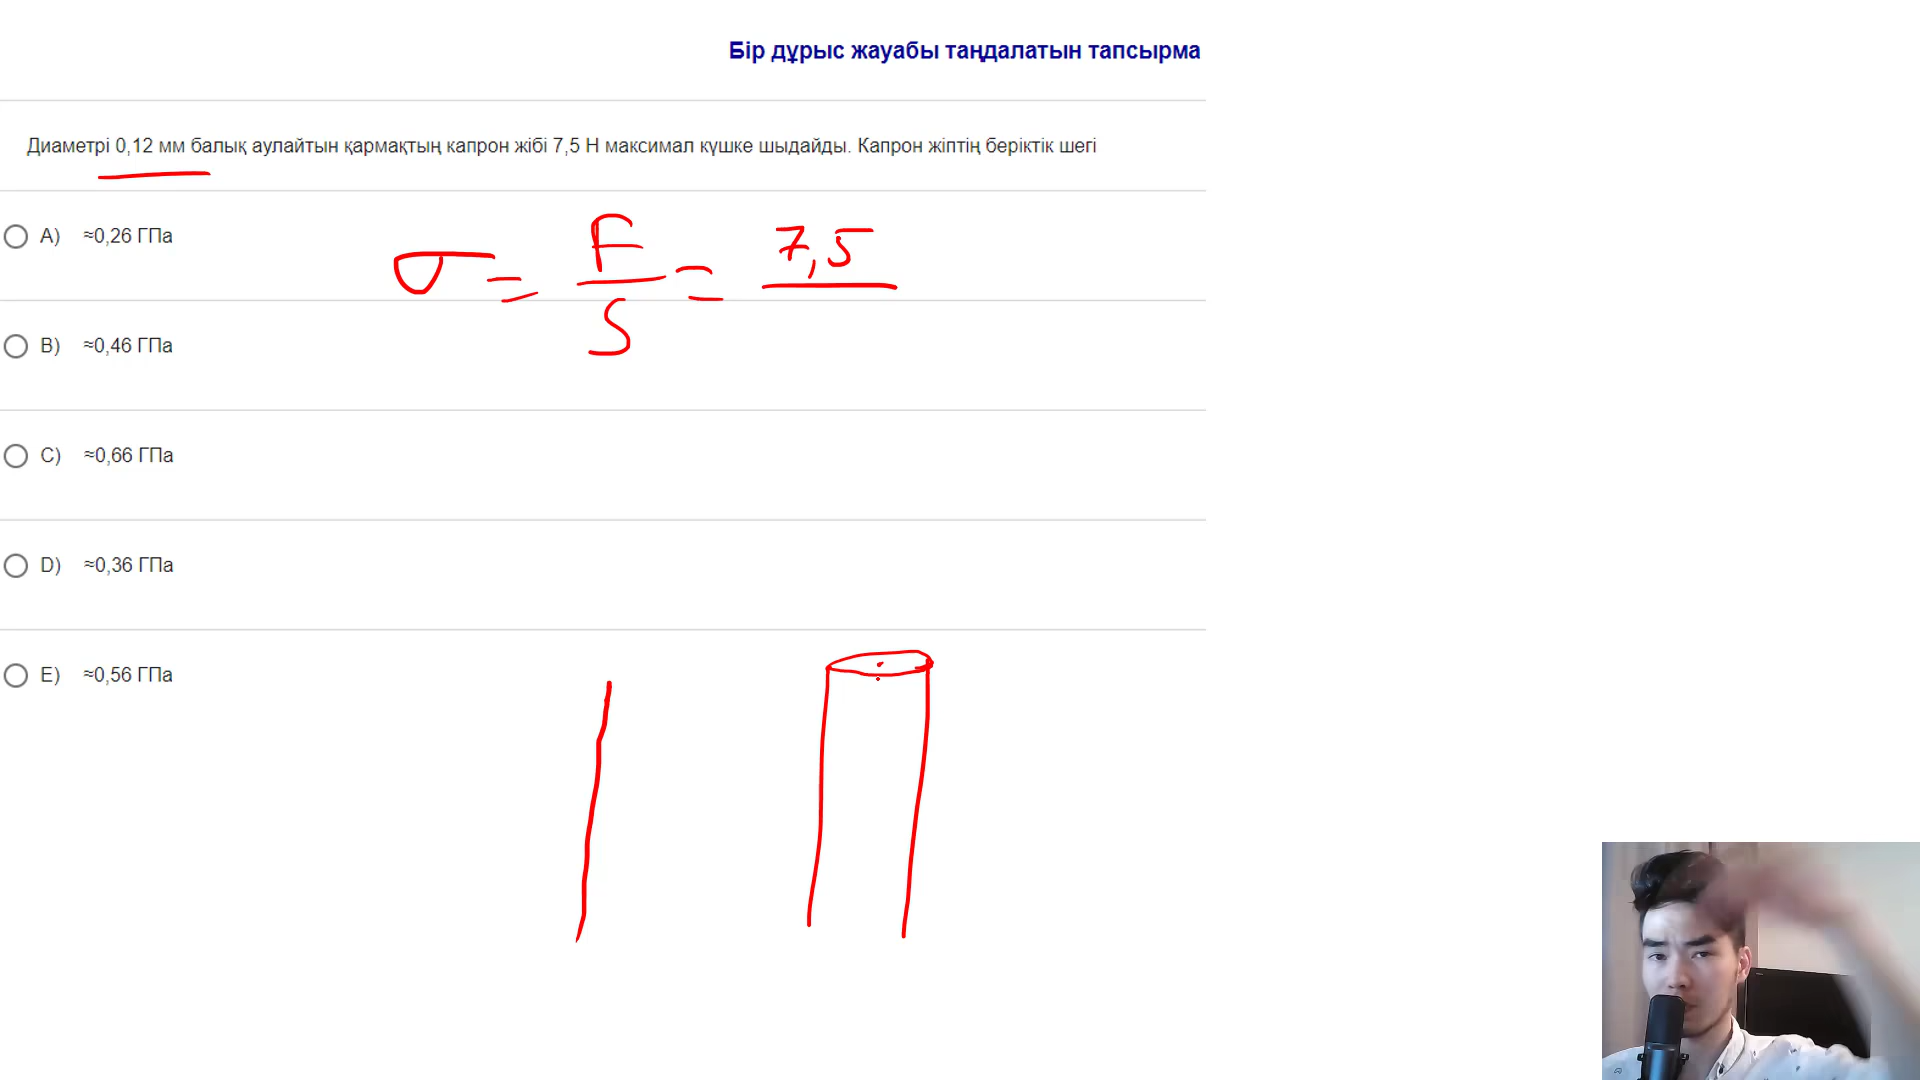 Бір дұрыс жауабы таңдалатын тапсырма
Диаметрі 0,12 мм балық аулайтын қармақтың капрон жібі 7,5 Н максимал күшке шыдайды. Капрон жіптің беріктік шегі
A) ≈0,26 ГПа
σ = F/S = 7,5
B) ≈0,46 ГПа
C) ≈0,66 ГПа
D) ≈0,36 ГПа
E) ≈0,56 ГПа